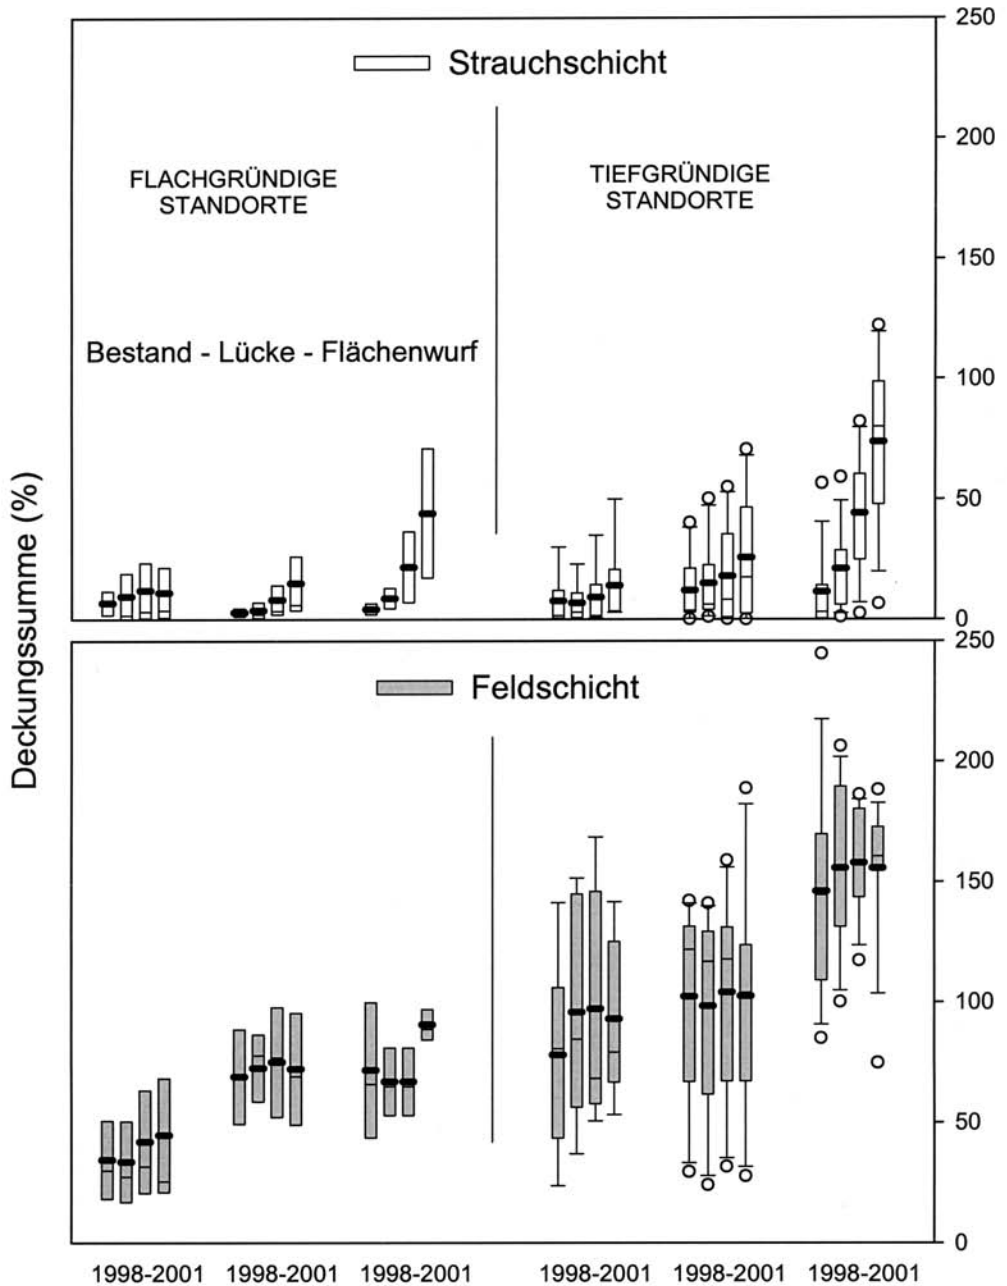 Strauchschicht
FLACHGRÜNDIGE
STANDORTE
TIEFGRÜNDIGE
STANDORTE
Bestand - Lücke - Flächenwurf
250
200
150
100
50
0
Deckungssumme (%)
Feldschicht
250
200
150
100
50
0
1998-2001 1998-2001 1998-2001 1998-2001 1998-2001 1998-2001